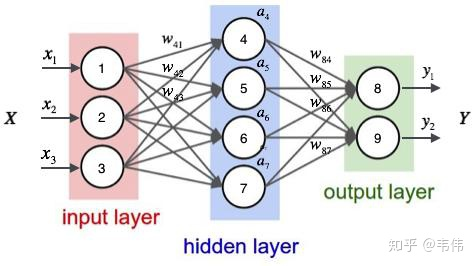 a4
w41
4
x1
1
w42
a5
w84
w85
5
8
y1
w43
X
x2
2
w86
Y
a6
6
9
y2
x3
3
w87
a7
7
output layer
input layer
hidden layer
知乎 @韦伟